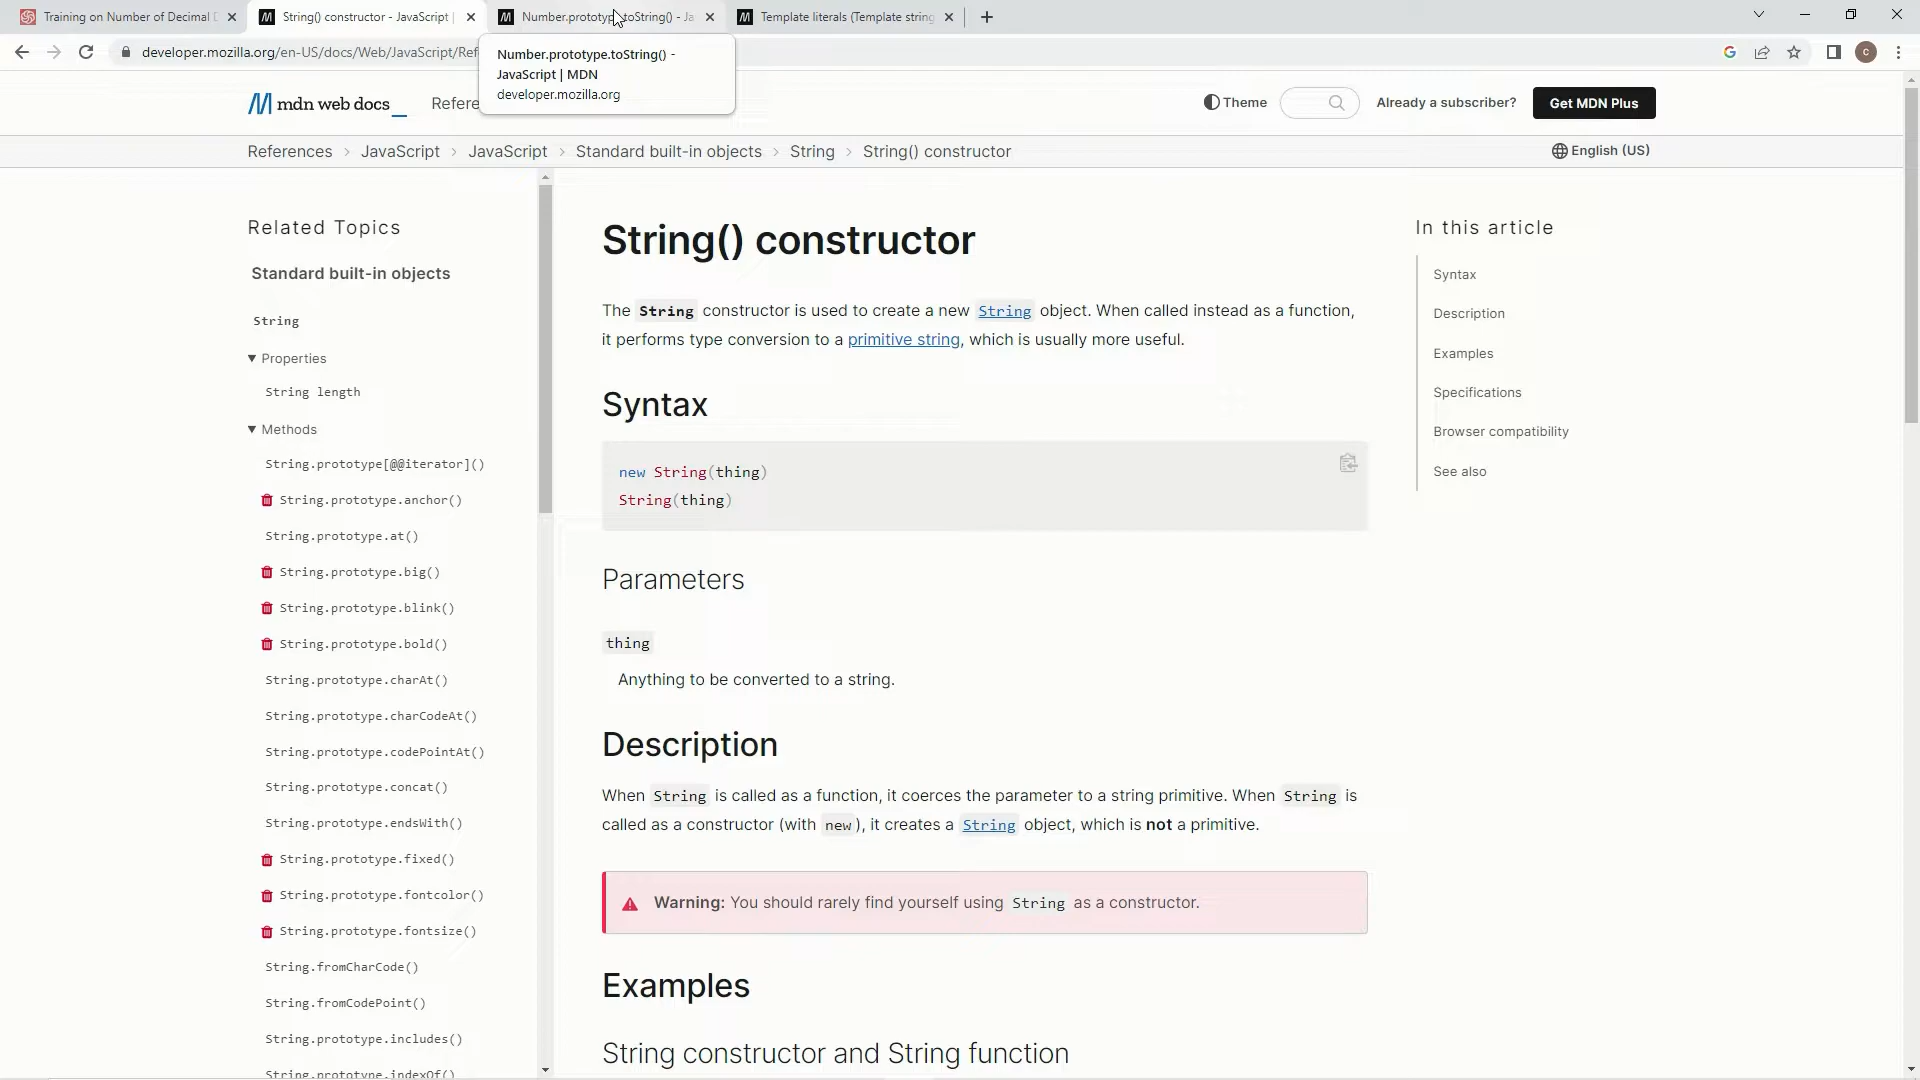 Training on Number of Decimal D
String() constructor - JavaScript |
Number.prototype.toString() - Ja
Template literals (Template string
developer.mozilla.org/en-US/docs/Web/JavaScript/Ref
c
Number.prototype.toString() -
JavaScript | MDN
developer.mozilla.org
mdn web docs
Refere
Theme
Already a subscriber?
Get MDN Plus
References > JavaScript > JavaScript > Standard built-in objects > String > String() constructor
English (US)
Related Topics
Standard built-in objects
String
Properties
String length
Methods
String.prototype[@@iterator]()
String.prototype.anchor()
String.prototype.at()
String.prototype.big()
String.prototype.blink()
String.prototype.bold()
String.prototype.charAt()
String.prototype.charCodeAt()
String.prototype.codePointAt()
String.prototype.concat()
String.prototype.endsWith()
String.prototype.fixed()
String.prototype.fontcolor()
String.prototype.fontsize()
String.fromCharCode()
String.fromCodePoint()
String.prototype.includes()
String.prototype.indexOf()
String() constructor
The String constructor is used to create a new String object. When called instead as a function,
it performs type conversion to a primitive string, which is usually more useful.
Syntax
new String(thing)
String(thing)
Parameters
thing
Anything to be converted to a string.
Description
When String is called as a function, it coerces the parameter to a string primitive. When String is
called as a constructor (with new), it creates a String object, which is not a primitive.
Warning: You should rarely find yourself using String as a constructor.
Examples
String constructor and String function
In this article
Syntax
Description
Examples
Specifications
Browser compatibility
See also